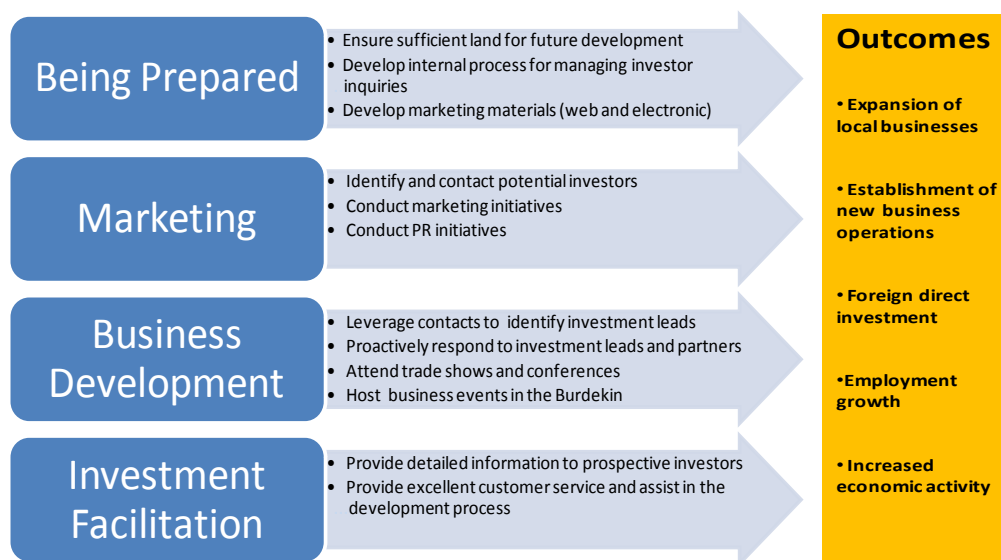 Being Prepared
• Ensure sufficient land for future development
• Develop internal process for managing investor
inquiries
• Develop marketing materials (web and electronic)
Marketing
• Identify and contact potential investors
• Conduct marketing initiatives
• Conduct PR initiatives
Business
Development
• Leverage contacts to identify investment leads
• Proactively respond to investment leads and partners
• Attend trade shows and conferences
• Host business events in the Burdekin
Investment
Facilitation
• Provide detailed information to prospective investors
• Provide excellent customer service and assist in the
development process
Outcomes
• Expansion of
local businesses
• Establishment of
new business
operations
• Foreign direct
investment
•Employment
growth
• Increased
economic activity